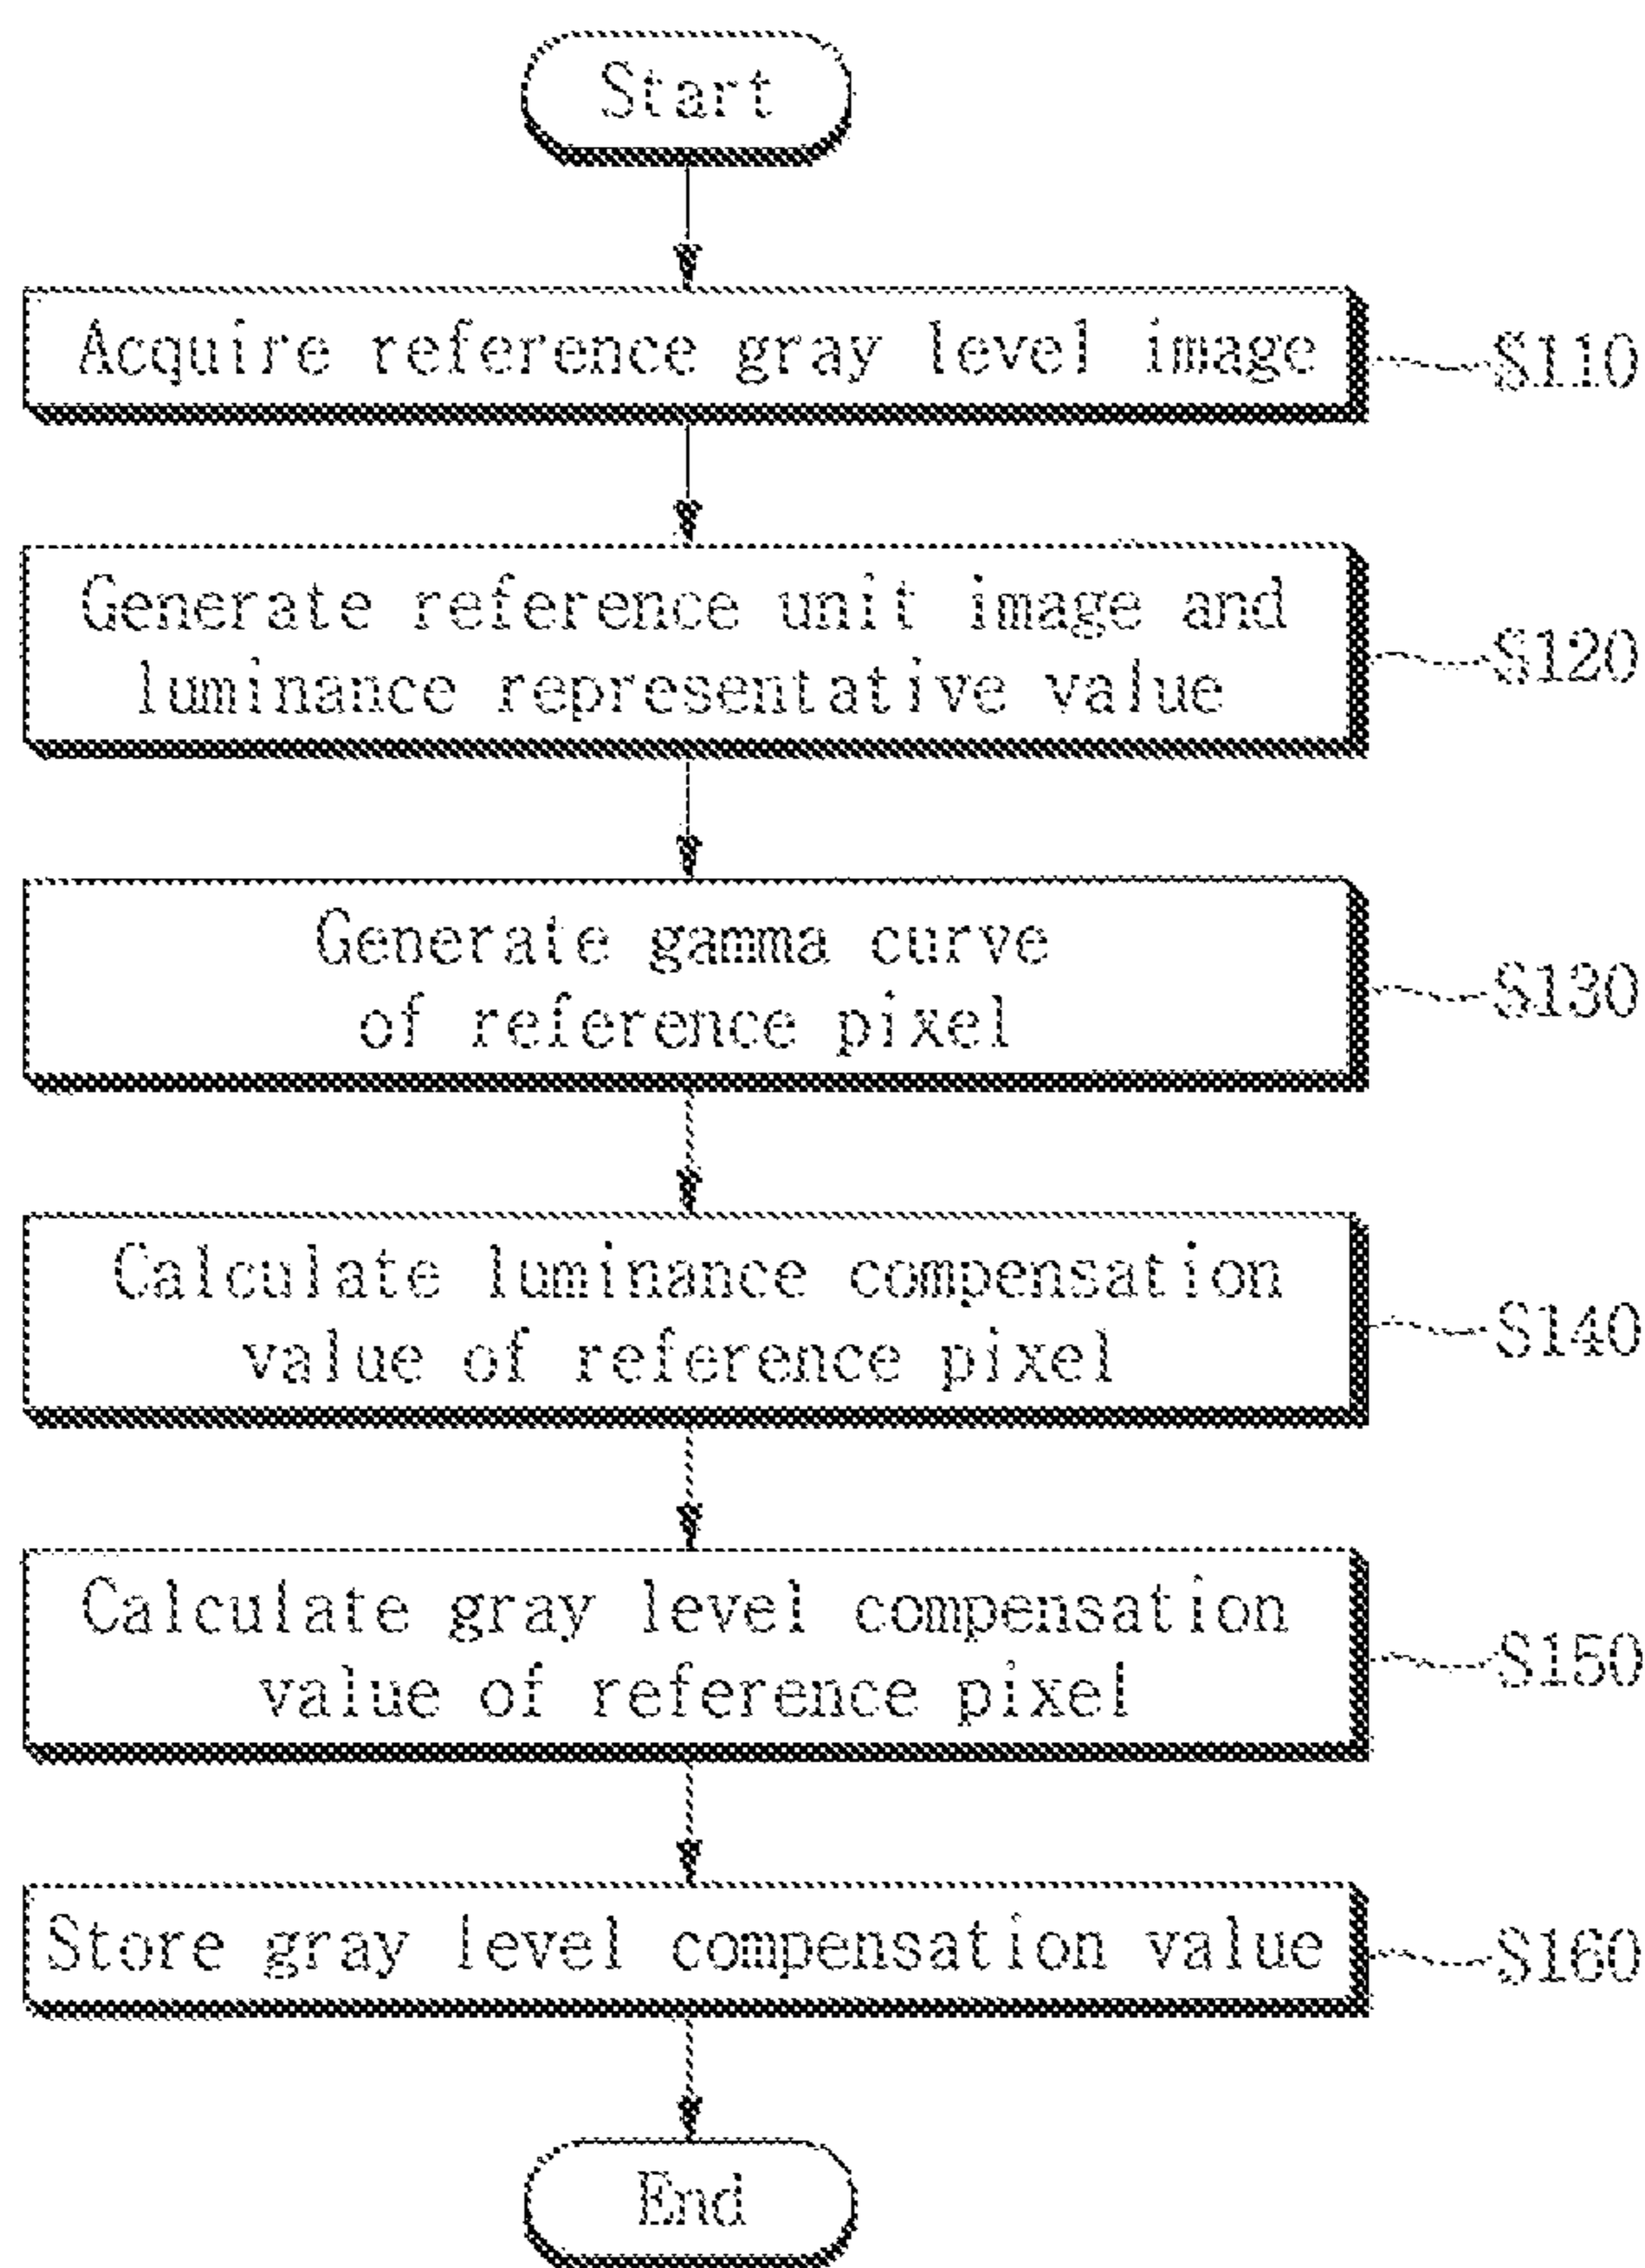 Start
Acquire reference gray level image
S110
Generate reference unit image and
luminance representative value
S120
Generate gamma curve
of reference pixel
S130
Calculate luminance compensation
value of reference pixel
S140
Calculate gray level compensation
value of reference pixel
S150
Store gray level compensation value
S160
End